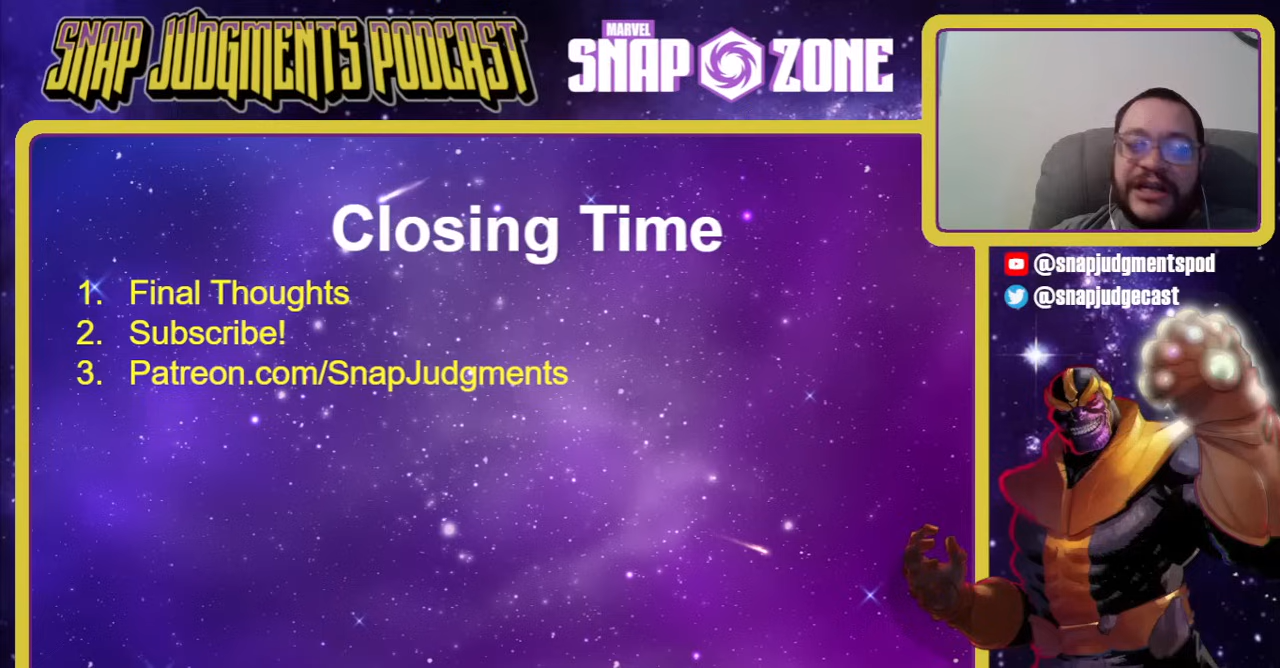 SNAP JUDGMENTS PODCAST
MARVEL
SNAP ZONE
Closing Time
1. Final Thoughts
2. Subscribe!
3. Patreon.com/SnapJudgments
@snapjudgmentspod
@snapjudgecast